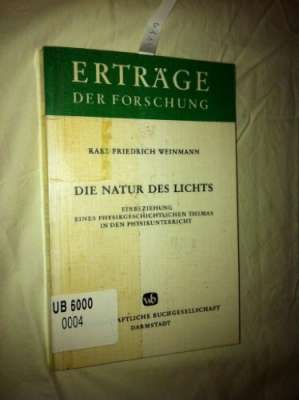 ERTRÄGE
DER FORSCHUNG
KARL FRIEDRICH WEINMANN
DIE NATUR DES LICHTS
EINBEZIEHUNG
EINES PHYSIKGESCHICHTLICHEN THEMAS
IN DEN PHYSIKUNTERRICHT
wb
UB 6000
0004
AFTLICHE BUCHGESELLSCHAFT
DARMSTADT